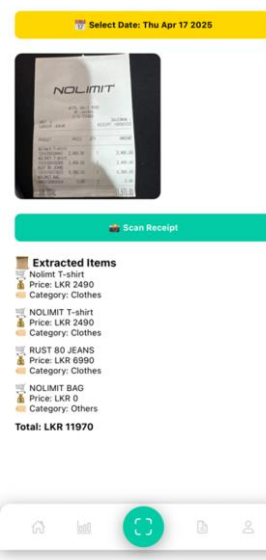 Select Date: Thu Apr 17 2025
NOLIMIT
Scan Receipt
Extracted Items
Nolimt T-shirt
Price: LKR 2490
Category: Clothes
NOLIMIT T-shirt
Price: LKR 2490
Category: Clothes
RUST 80 JEANS
Price: LKR 6990
Category: Clothes
NOLIMIT BAG
Price: LKR 0
Category: Others
Total: LKR 11970